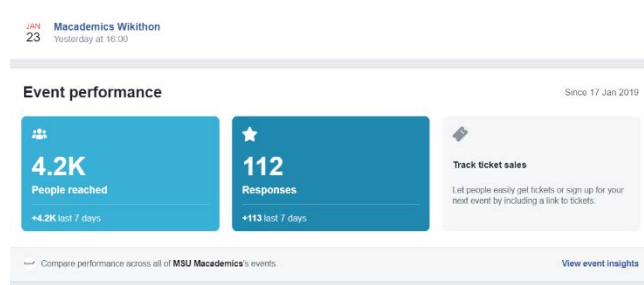 JAN
23
Macademics Wikithon
Yesterday at 16:00
Event performance
Since 17 Jan 2019
4.2K
People reached
+4.2K last 7 days
112
Responses
+113 last 7 days
Track ticket sales
Let people easily get tickets or sign up for your
next event by including a link to tickets.
Compare performance across all of MSU Macademics's events.
View event insights